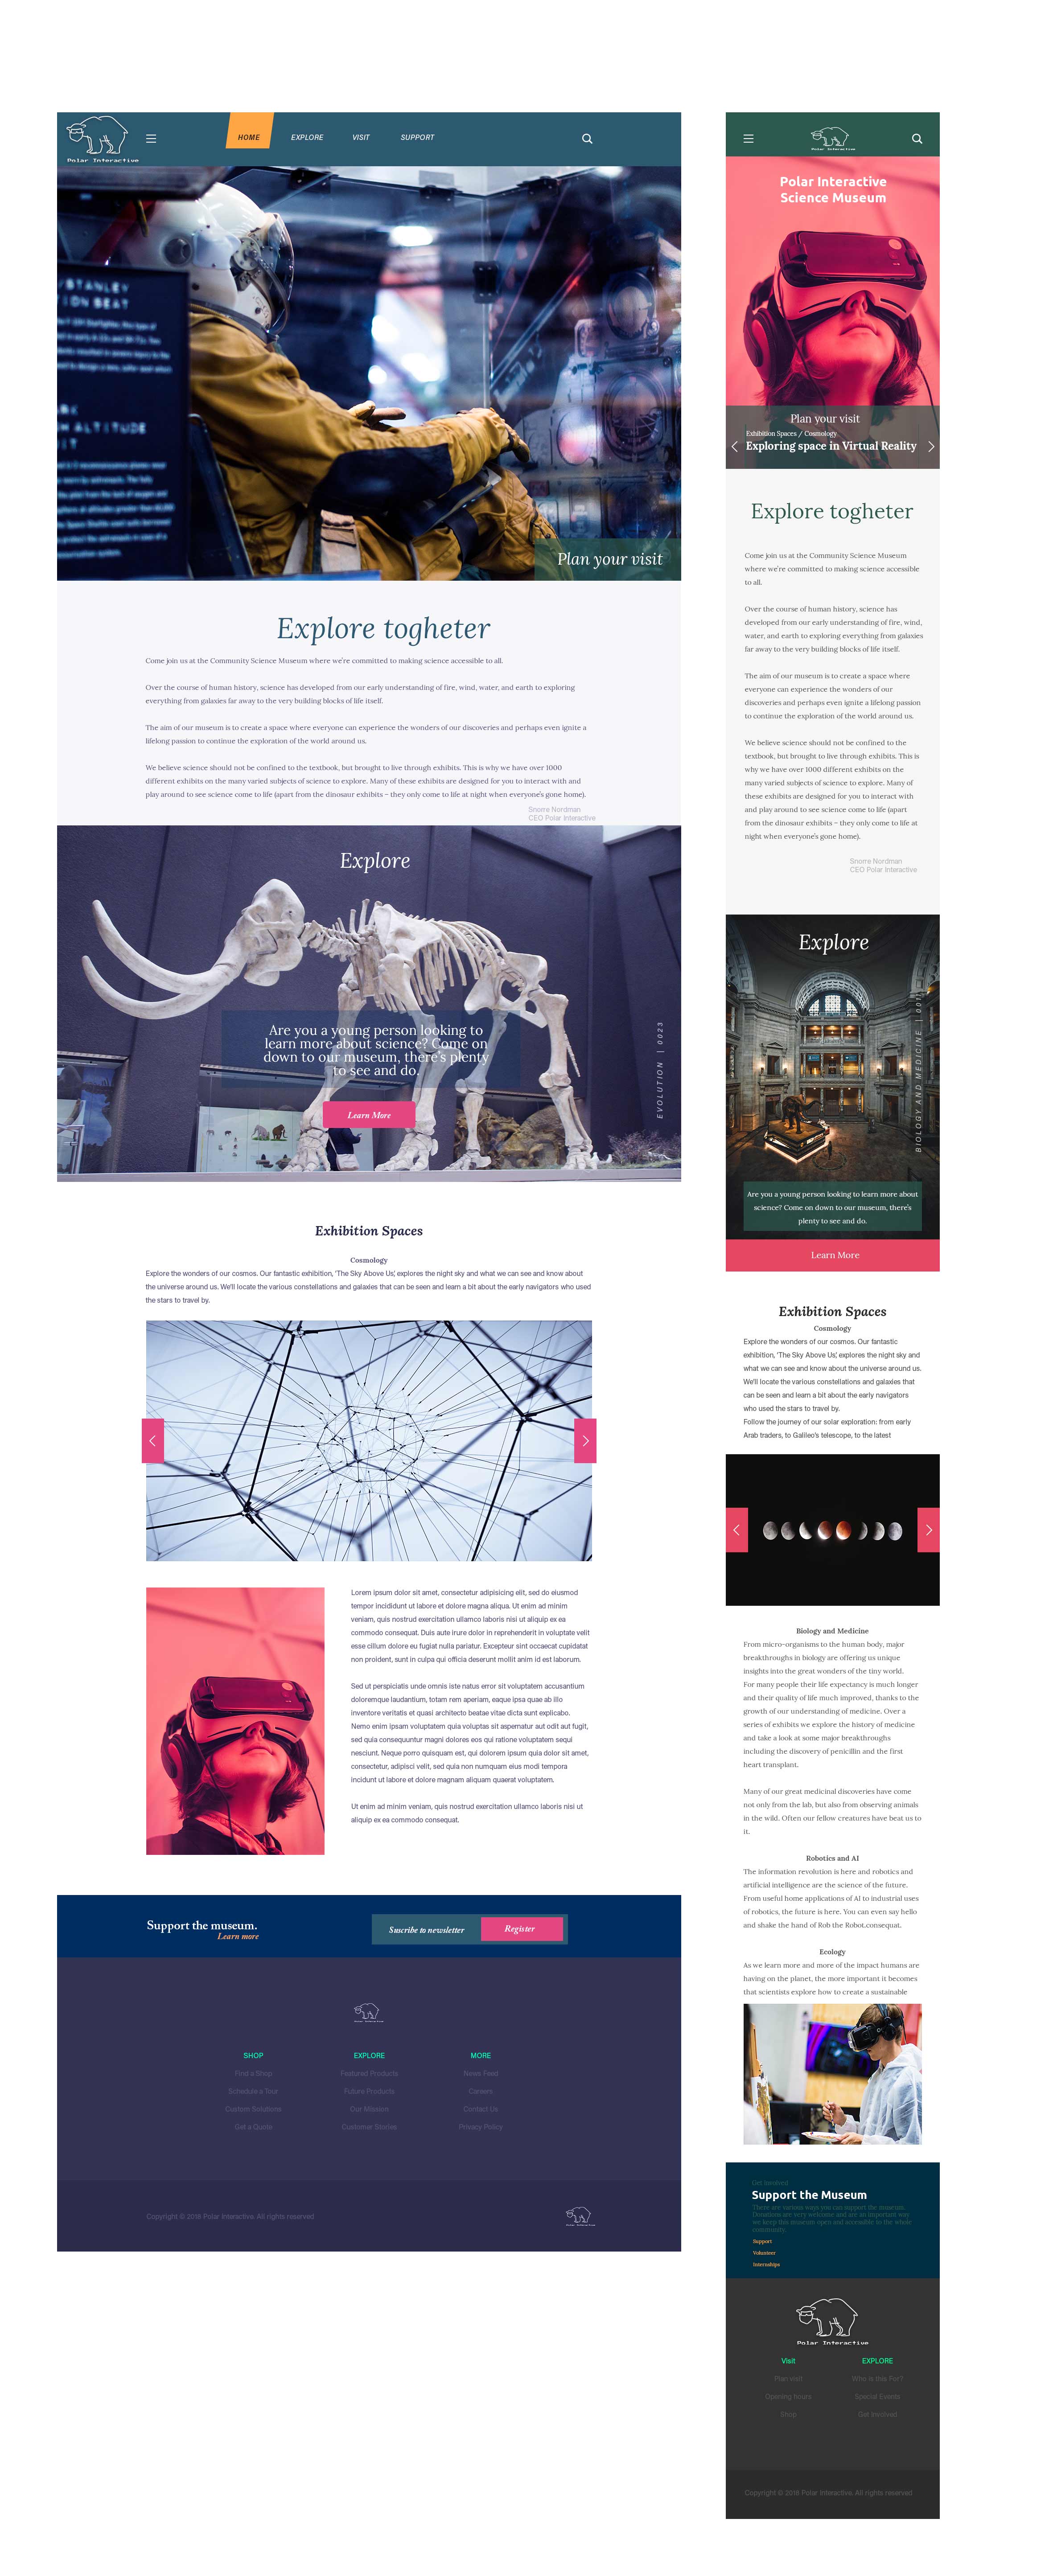 Polar Interactive
HOME
EXPLORE
VISIT
SUPPORT
STANLEY
ION BEAT
ALTITUDE
Plan your visit
Explore togheter
Come join us at the Community Science Museum where we're committed to making science accessible to all.
Over the course of human history, science has developed from our early understanding of fire, wind, water, and earth to exploring
everything from galaxies far away to the very building blocks of life itself.
The aim of our museum is to create a space where everyone can experience the wonders of our discoveries and perhaps even ignite a
lifelong passion to continue the exploration of the world around us.
We believe science should not be confined to the textbook, but brought to live through exhibits. This is why we have over 1000
different exhibits on the many varied subjects of science to explore. Many of these exhibits are designed for you to interact with and
play around to see science come to life (apart from the dinosaur exhibits – they only come to life at night when everyone's gone home).
Snorre Nordman
CEO Polar Interactive
Explore
Are you a young person looking to
learn more about science? Come on
down to our museum, there's plenty
to see and do.
Learn More
EVOLUTION | 0023
Exhibition Spaces
Cosmology
Explore the wonders of our cosmos. Our fantastic exhibition, 'The Sky Above Us', explores the night sky and what we can see and know about
the universe around us. We'll locate the various constellations and galaxies that can be seen and learn a bit about the early navigators who used
the stars to travel by.
Lorem ipsum dolor sit amet, consectetur adipisicing elit, sed do eiusmod
tempor incididunt ut labore et dolore magna aliqua. Ut enim ad minim
veniam, quis nostrud exercitation ullamco laboris nisi ut aliquip ex ea
commodo consequat. Duis aute irure dolor in reprehenderit in voluptate velit
esse cillum dolore eu fugiat nulla pariatur. Excepteur sint occaecat cupidatat
non proident, sunt in culpa qui officia deserunt mollit anim id est laborum.
Sed ut perspiciatis unde omnis iste natus error sit voluptatem accusantium
doloremque laudantium, totam rem aperiam, eaque ipsa quae ab illo
inventore veritatis et quasi architecto beatae vitae dicta sunt explicabo.
Nemo enim ipsam voluptatem quia voluptas sit aspernatur aut odit aut fugit,
sed quia consequuntur magni dolores eos qui ratione voluptatem sequi
nesciunt. Neque porro quisquam est, qui dolorem ipsum quia dolor sit amet,
consectetur, adipisci velit, sed quia non numquam eius modi tempora
incidunt ut labore et dolore magnam aliquam quaerat voluptatem.
Ut enim ad minim veniam, quis nostrud exercitation ullamco laboris nisi ut
aliquip ex ea commodo consequat.
Support the museum.
Learn more
Suscribe to newsletter
Register
Polar Interactive
SHOP
Find a Shop
Schedule a Tour
Custom Solutions
Get a Quote
EXPLORE
Featured Products
Future Products
Our Mission
Customer Stories
MORE
News Feed
Careers
Contact Us
Privacy Policy
Copyright © 2018 Polar Interactive. All rights reserved
Polar Interactive
Polar Interactive
Polar Interactive
Science Museum
Plan your visit
Exhibition Spaces / Cosmology
Exploring space in Virtual Reality
Explore togheter
Come join us at the Community Science Museum
where we're committed to making science accessible
to all.
Over the course of human history, science has
developed from our early understanding of fire, wind,
water, and earth to exploring everything from galaxies
far away to the very building blocks of life itself.
The aim of our museum is to create a space where
everyone can experience the wonders of our
discoveries and perhaps even ignite a lifelong passion
to continue the exploration of the world around us.
We believe science should not be confined to the
textbook, but brought to live through exhibits. This is
why we have over 1000 different exhibits on the
many varied subjects of science to explore. Many of
these exhibits are designed for you to interact with
and play around to see science come to life (apart
from the dinosaur exhibits – they only come to life at
night when everyone's gone home).
Snorre Nordman
CEO Polar Interactive
Explore
BIOLOGY AND MEDICINE | 001
Are you a young person looking to learn more about
science? Come on down to our museum, there's
plenty to see and do.
Learn More
Exhibition Spaces
Cosmology
Explore the wonders of our cosmos. Our fantastic
exhibition, 'The Sky Above Us', explores the night sky and
what we can see and know about the universe around us.
We'll locate the various constellations and galaxies that
can be seen and learn a bit about the early navigators
who used the stars to travel by.
Follow the journey of our solar exploration: from early
Arab traders, to Galileo's telescope, to the latest
Biology and Medicine
From micro-organisms to the human body, major
breakthroughs in biology are offering us unique
insights into the great wonders of the tiny world.
For many people their life expectancy is much longer
and their quality of life much improved, thanks to the
growth of our understanding of medicine. Over a
series of exhibits we explore the history of medicine
and take a look at some major breakthroughs
including the discovery of penicillin and the first
heart transplant.
Many of our great medicinal discoveries have come
not only from the lab, but also from observing animals
in the wild. Often our fellow creatures have beat us to
it.
Robotics and AI
The information revolution is here and robotics and
artificial intelligence are the science of the future.
From useful home applications of AI to industrial uses
of robotics, the future is here. You can even say hello
and shake the hand of Rob the Robot.consequat.
Ecology
As we learn more and more of the impact humans are
having on the planet, the more important it becomes
that scientists explore how to create a sustainable
Get Involved
Support the Museum
There are various ways you can support the museum.
Donations are very welcome and are an important way
we keep this museum open and accessible to the whole
community.
Support
Volunteer
Internships
Polar Interactive
Visit
Plan visit
Opening hours
Shop
EXPLORE
Who is this For?
Special Events
Get involved
Copyright © 2018 Polar Interactive. All rights reserved